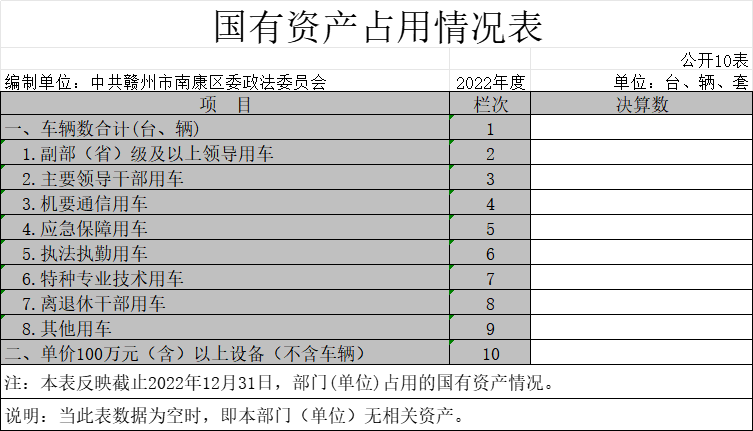 国有资产占用情况表
公开10表
编制单位：中共赣州市南康区委政法委员会 2022年度 单位：台、辆、套
项 目 栏次 决算数
一、车辆数合计(台、辆) 1
1.副部（省）级及以上领导用车 2
2.主要领导干部用车 3
3.机要通信用车 4
4.应急保障用车 5
5.执法执勤用车 6
6.特种专业技术用车 7
7.离退休干部用车 8
8.其他用车 9
二、单价100万元（含）以上设备（不含车辆） 10
注：本表反映截止2022年12月31日，部门(单位)占用的国有资产情况。
说明：当此表数据为空时，即本部门（单位）无相关资产。